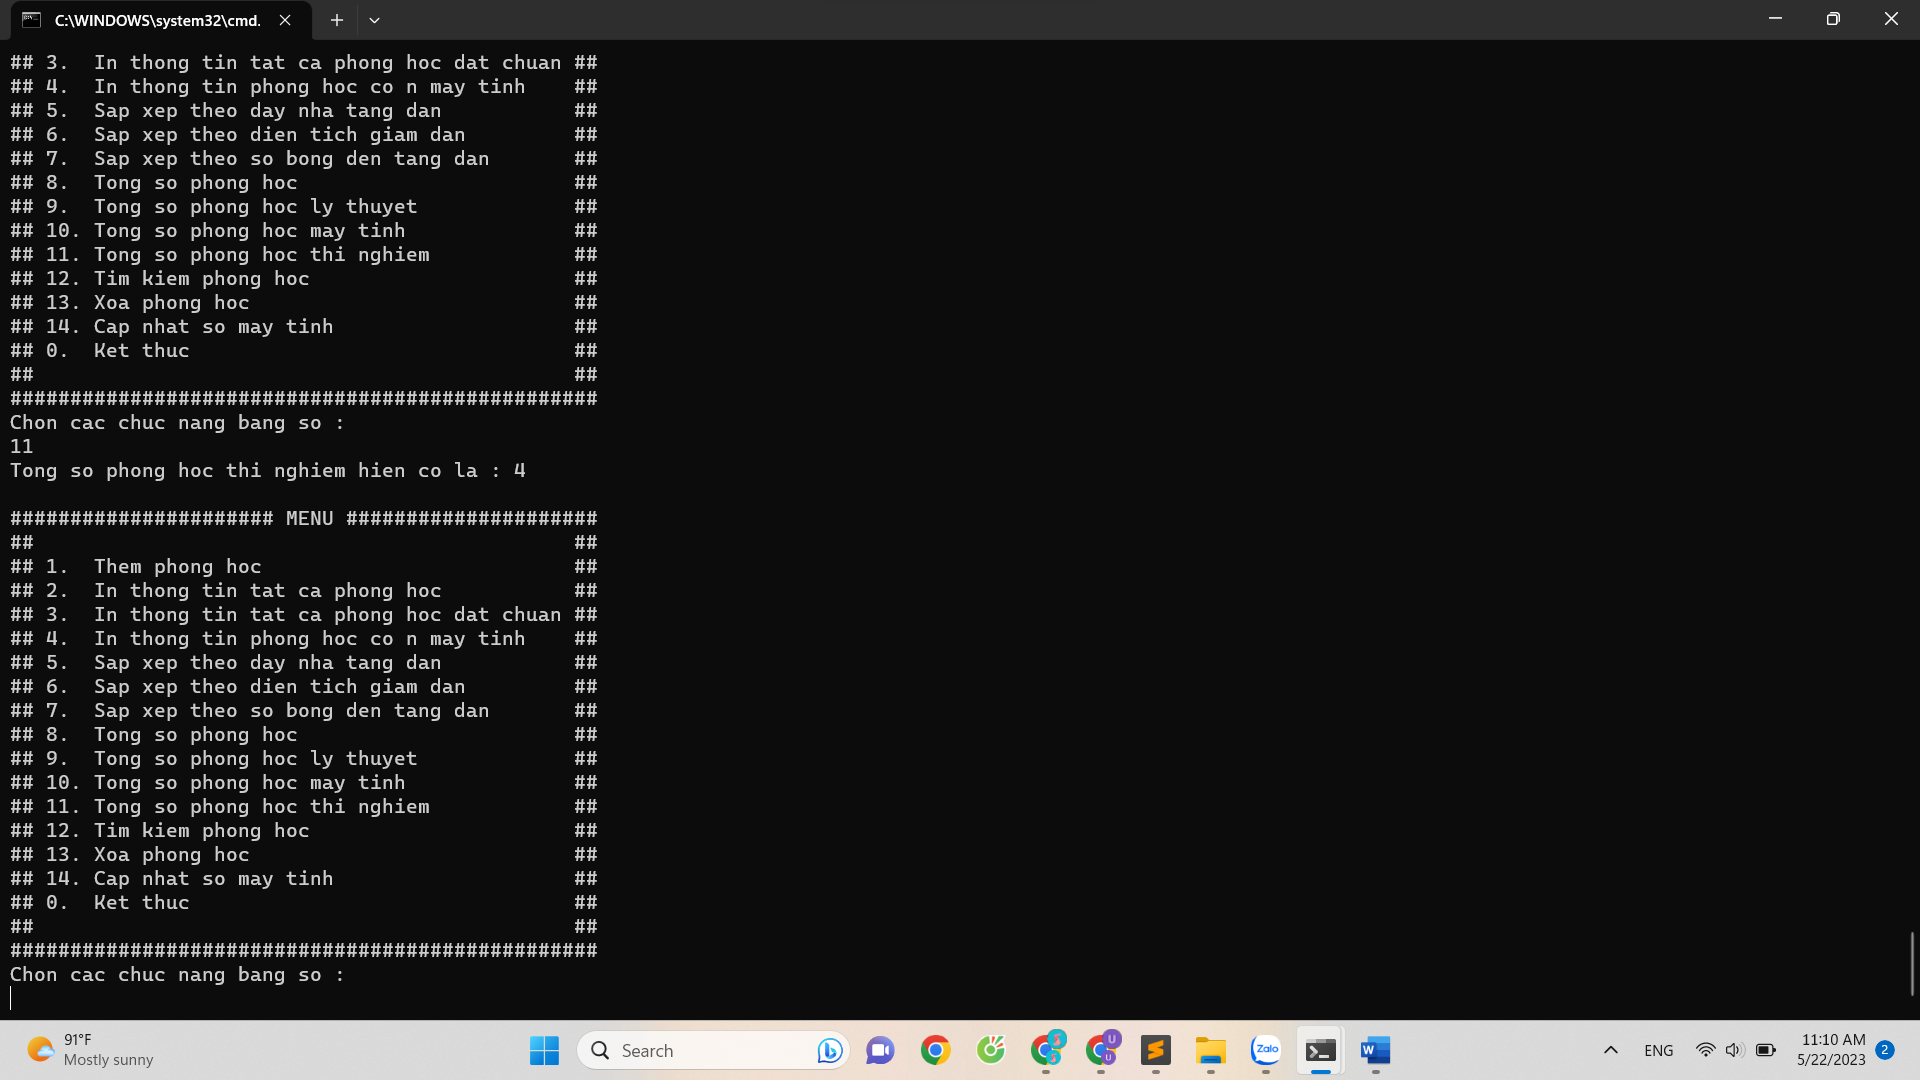 C:\WINDOWS\system32\cmd.
## 3.  In thong tin tat ca phong hoc dat chuan ##
## 4.  In thong tin phong hoc co n may tinh    ##
## 5.  Sap xep theo day nha tang dan           ##
## 6.  Sap xep theo dien tich giam dan         ##
## 7.  Sap xep theo so bong den tang dan       ##
## 8.  Tong so phong hoc                       ##
## 9.  Tong so phong hoc ly thuyet             ##
## 10. Tong so phong hoc may tinh              ##
## 11. Tong so phong hoc thi nghiem            ##
## 12. Tim kiem phong hoc                      ##
## 13. Xoa phong hoc                           ##
## 14. Cap nhat so may tinh                    ##
## 0.  Ket thuc                                ##
##                                             ##
#################################################
Chon cac chuc nang bang so :
11
Tong so phong hoc thi nghiem hien co la : 4
###################### MENU #####################
##                                             ##
## 1.  Them phong hoc                          ##
## 2.  In thong tin tat ca phong hoc           ##
## 3.  In thong tin tat ca phong hoc dat chuan ##
## 4.  In thong tin phong hoc co n may tinh    ##
## 5.  Sap xep theo day nha tang dan           ##
## 6.  Sap xep theo dien tich giam dan         ##
## 7.  Sap xep theo so bong den tang dan       ##
## 8.  Tong so phong hoc                       ##
## 9.  Tong so phong hoc ly thuyet             ##
## 10. Tong so phong hoc may tinh              ##
## 11. Tong so phong hoc thi nghiem            ##
## 12. Tim kiem phong hoc                      ##
## 13. Xoa phong hoc                           ##
## 14. Cap nhat so may tinh                    ##
## 0.  Ket thuc                                ##
##                                             ##
#################################################
Chon cac chuc nang bang so :
91°F
Mostly sunny
Search
U
U
Zalo
W
ENG
11:10 AM
5/22/2023
2